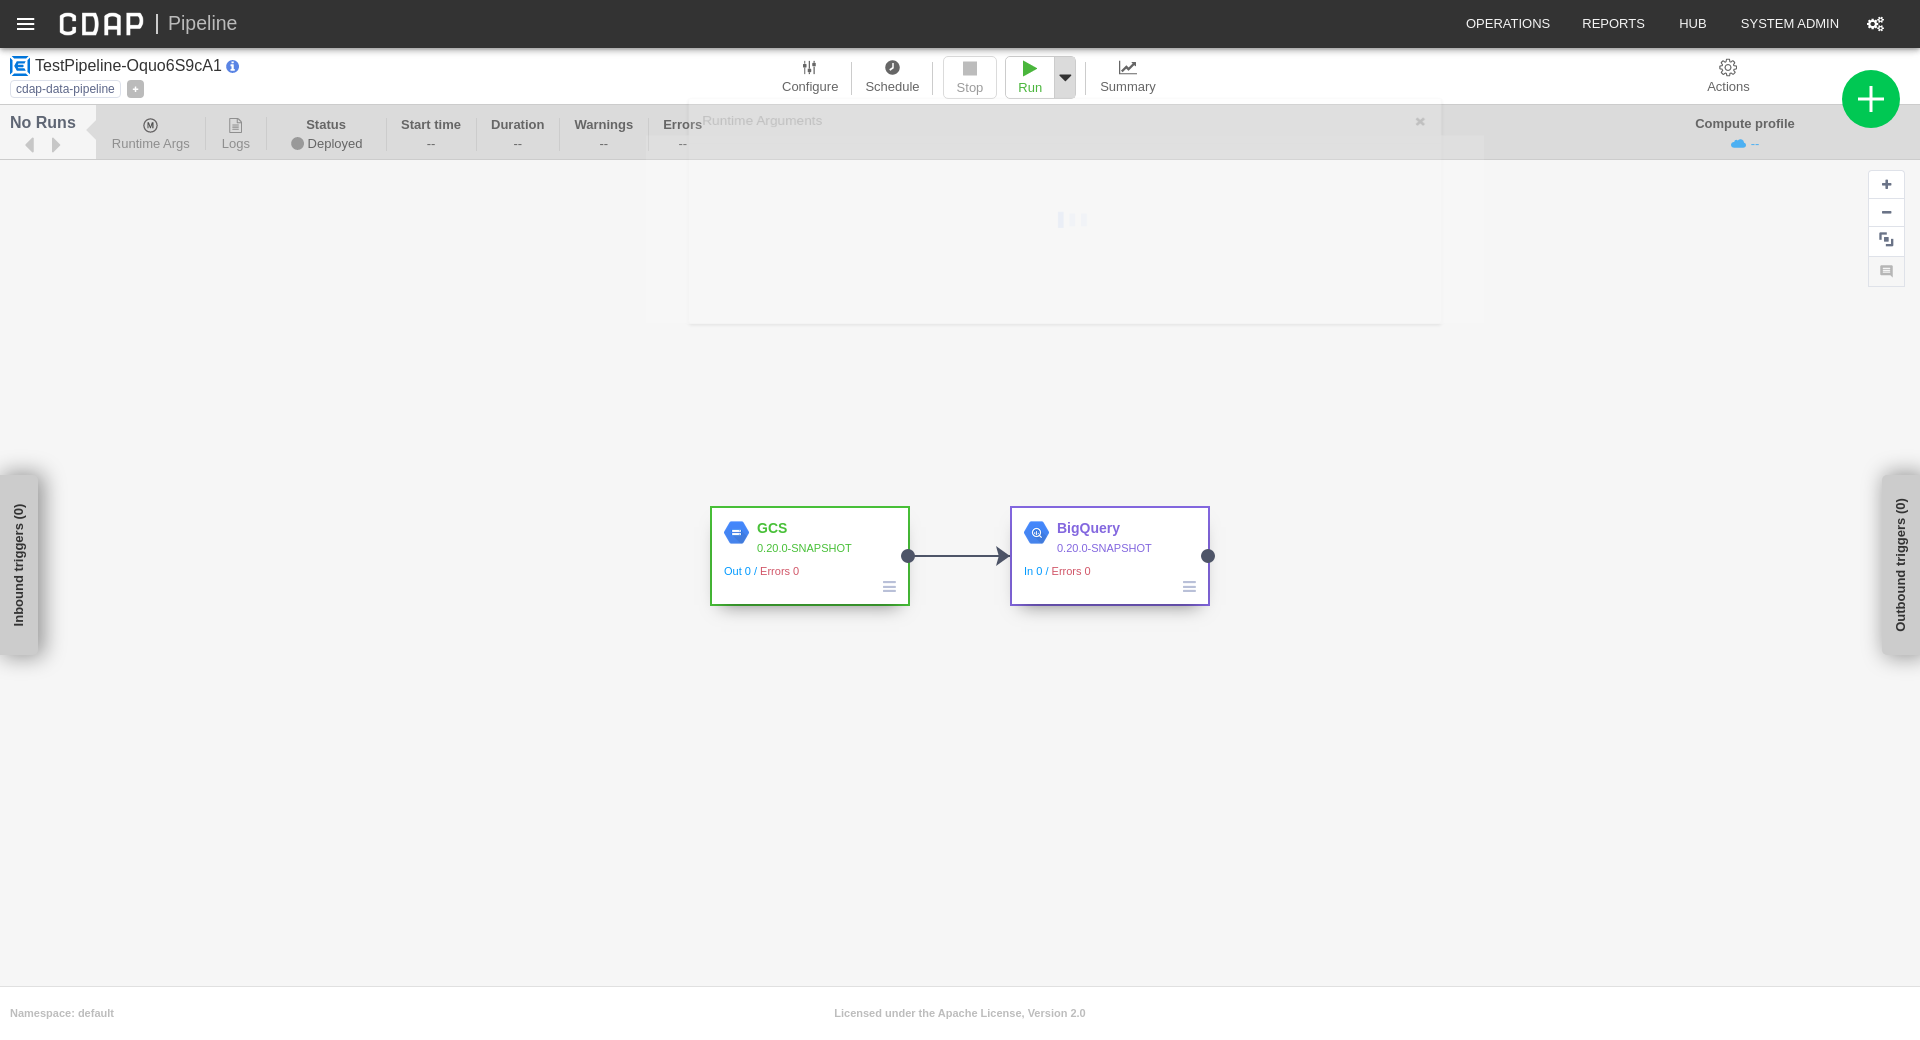 CDAP | Pipeline
OPERATIONS
REPORTS
HUB
SYSTEM ADMIN
TestPipeline-Oquo6S9cA1
cdap-data-pipeline
Configure
Schedule
Stop
Run
Summary
Actions
No Runs
Runtime Args
Logs
Status
Deployed
Start time
--
Duration
--
Warnings
--
Errors
--
Runtime Arguments
Compute profile
--
Inbound triggers (0)
GCS
0.20.0-SNAPSHOT
Out 0 / Errors 0
BigQuery
0.20.0-SNAPSHOT
In 0 / Errors 0
Outbound triggers (0)
Namespace: default
Licensed under the Apache License, Version 2.0